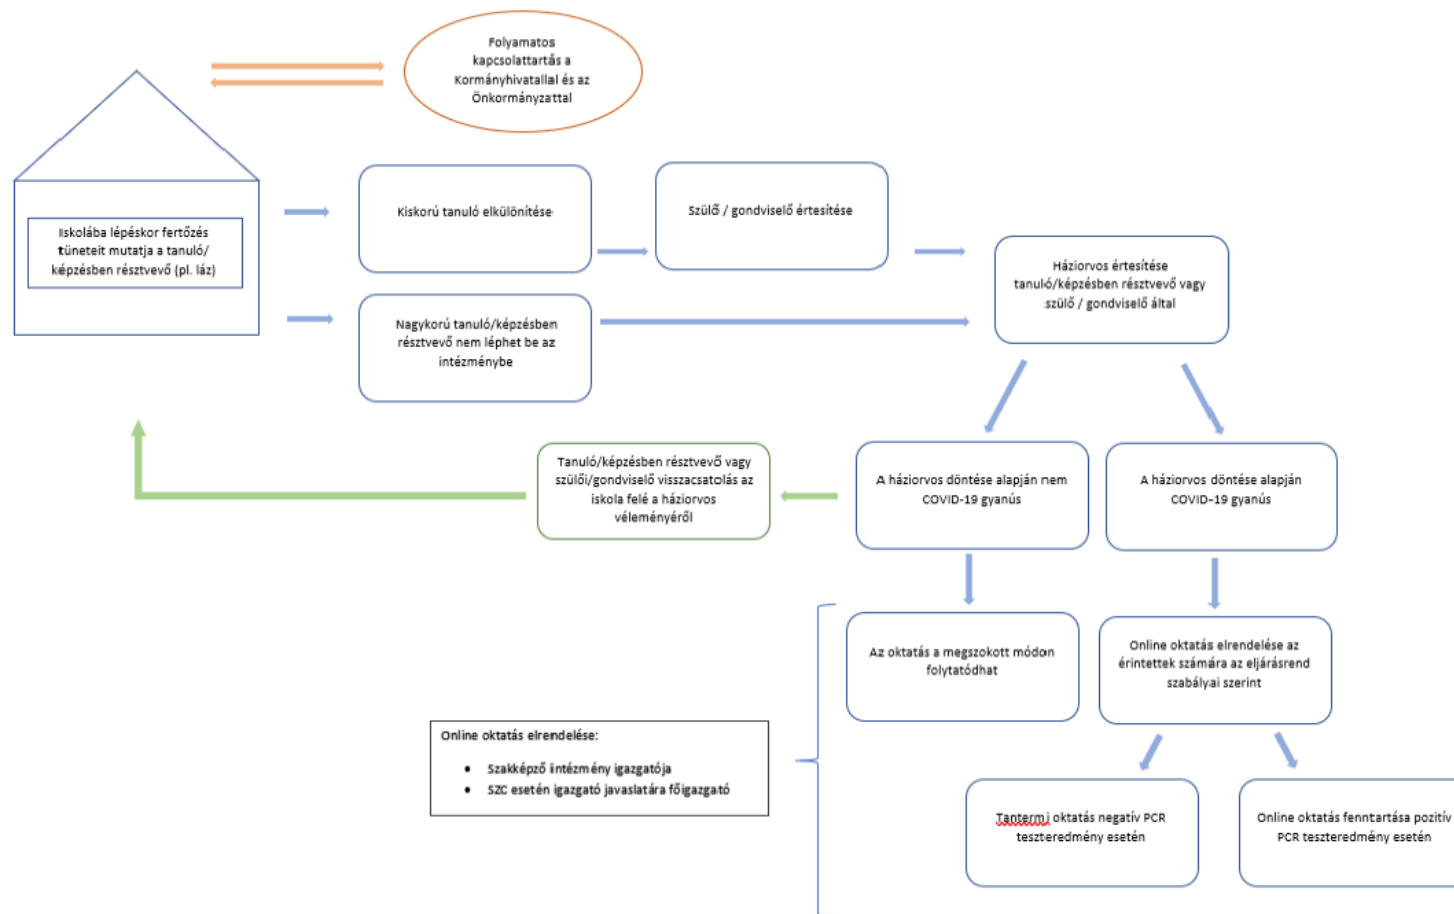 Folyamatos
kapcsolattartás a
Kormányhivatallal és az
Önkormányzattal
Iskolába lépéskor fertőzés
tüneteit mutatja a tanuló/
képzésben résztvevő (pl. láz)
Kiskorú tanuló elkülönítése
Szülő / gondviselő értesítése
Nagykorú tanuló/képzésben
résztvevő nem léphet be az
intézménybe
Háziorvos értesítése
tanuló/képzésben résztvevő vagy
szülő / gondviselő által
Tanuló/képzésben résztvevő vagy
szülői/gondviselő visszacsatolás az
iskola felé a háziorvos
véleményéről
A háziorvos döntése alapján nem
COVID-19 gyanús
A háziorvos döntése alapján
COVID-19 gyanús
Az oktatás a megszokott módon
folytatódhat
Online oktatás elrendelése az
érintettek számára az eljárásrend
szabályai szerint
Online oktatás elrendelése:
• Szakképző intézmény igazgatója
• SZC esetén igazgató javaslatára főigazgató
Tantermi oktatás negatív PCR
teszteredmény esetén
Online oktatás fenntartása pozitív
PCR teszteredmény esetén